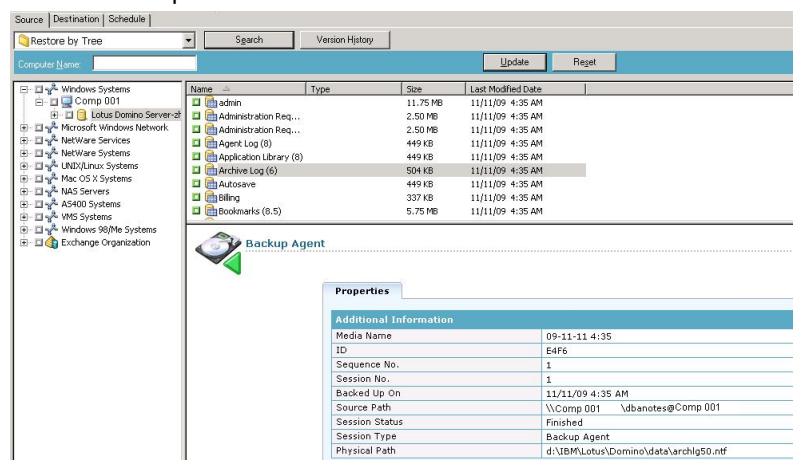 Source Destination Schedule
Restore by Tree Search Version History
Computer Name: Update Reset
Windows Systems
Comp 001
Lotus Domino Server-zh
Microsoft Windows Network
NetWare Services
NetWare Systems
UNIX/Linux Systems
Mac OS X Systems
NAS Servers
AS400 Systems
VMS Systems
Windows 98/Me Systems
Exchange Organization
Name Type Size Last Modified Date
admin 11.75 MB 11/11/09 4:35 AM
Administration Req... 2.50 MB 11/11/09 4:35 AM
Administration Req... 2.50 MB 11/11/09 4:35 AM
Agent Log (8) 449 KB 11/11/09 4:35 AM
Application Library (8) 449 KB 11/11/09 4:35 AM
Archive Log (6) 504 KB 11/11/09 4:35 AM
Autosave 449 KB 11/11/09 4:35 AM
Billing 337 KB 11/11/09 4:35 AM
Bookmarks (8.5) 5.75 MB 11/11/09 4:35 AM
Backup Agent
Properties
Additional Information
Media Name 09-11-11 4:35
ID E4F6
Sequence No. 1
Session No. 1
Backed Up On 11/11/09 4:35 AM
Source Path \\Comp 001 \dbanotes@Comp 001
Session Status Finished
Session Type Backup Agent
Physical Path d:\IBM\Lotus\Domino\data\archlg50.ntf